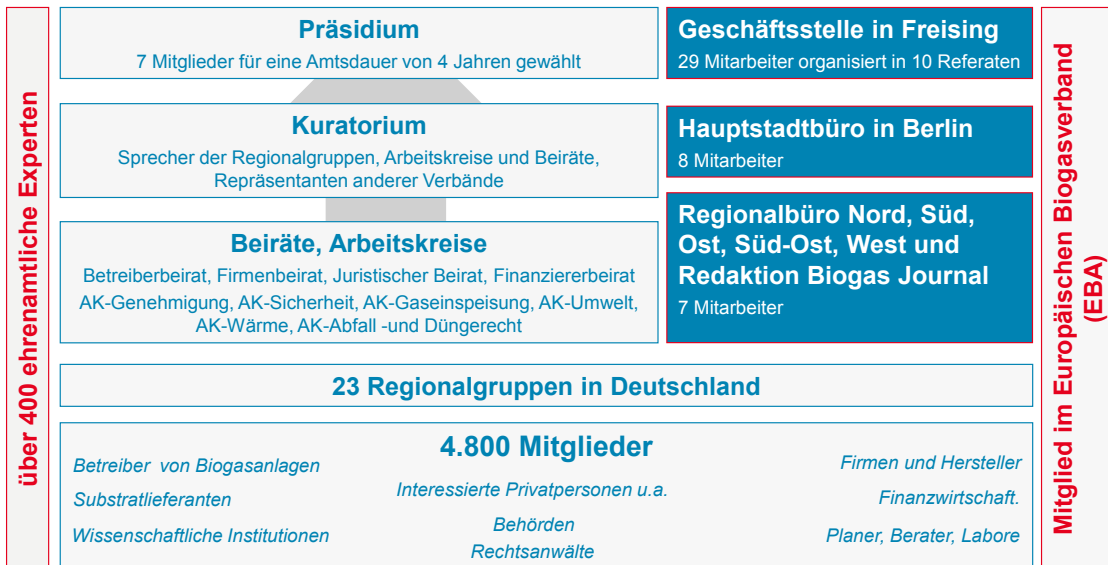 über 400 ehrenamtliche Experten
Präsidium
7 Mitglieder für eine Amtsdauer von 4 Jahren gewählt
Kuratorium
Sprecher der Regionalgruppen, Arbeitskreise und Beiräte,
Repräsentanten anderer Verbände
Beiräte, Arbeitskreise
Betreiberbeirat, Firmenbeirat, Juristischer Beirat, Finanziererbeirat
AK-Genehmigung, AK-Sicherheit, AK-Gaseinspeisung, AK-Umwelt,
AK-Wärme, AK-Abfall -und Düngerecht
Geschäftsstelle in Freising
29 Mitarbeiter organisiert in 10 Referaten
Hauptstadtbüro in Berlin
8 Mitarbeiter
Regionalbüro Nord, Süd,
Ost, Süd-Ost, West und
Redaktion Biogas Journal
7 Mitarbeiter
23 Regionalgruppen in Deutschland
4.800 Mitglieder
Betreiber von Biogasanlagen
Substratlieferanten
Wissenschaftliche Institutionen
Interessierte Privatpersonen u.a.
Behörden
Rechtsanwälte
Firmen und Hersteller
Finanzwirtschaft.
Planer, Berater, Labore
Mitglied im Europäischen Biogasverband
(EBA)